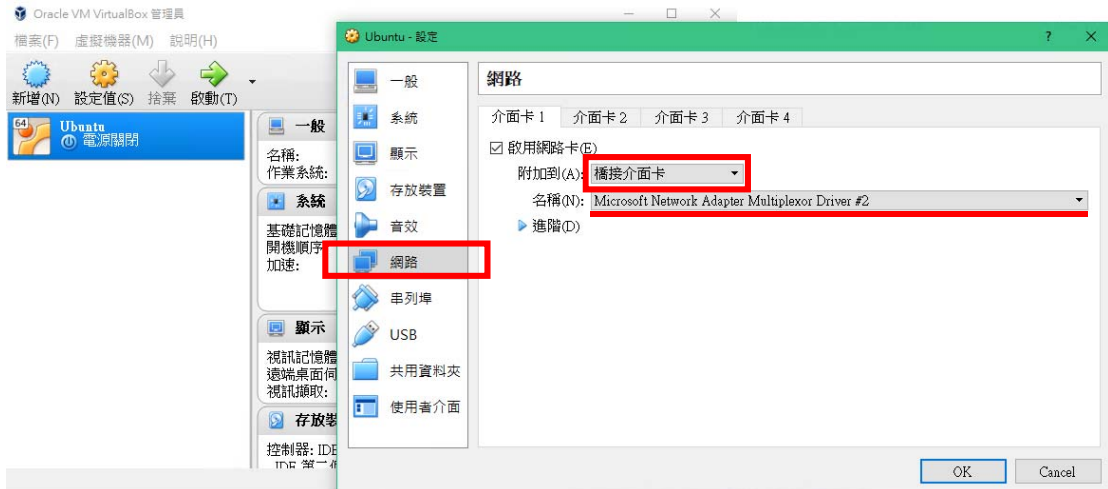 Oracle VM VirtualBox 管理員
檔案(F) 虛擬機器(M) 說明(H)
新增(N) 設定值(S) 捨棄 啟動(T)
64
Ubuntu
電源關閉
一般
名稱:
作業系統:
系統
基礎記憶體
開機順序
加速:
顯示
視訊記憶體
遠端桌面伺
視訊擷取:
存放裝
控制器: IDE
IDE 第二個
Ubuntu - 設定
?
一般
系統
顯示
存放裝置
音效
網路
串列埠
USB
共用資料夾
使用者介面
網路
介面卡 1 介面卡 2 介面卡 3 介面卡 4
啟用網路卡(E)
附加到(A): 橋接介面卡
名稱(N): Microsoft Network Adapter Multiplexor Driver #2
進階(D)
OK Cancel